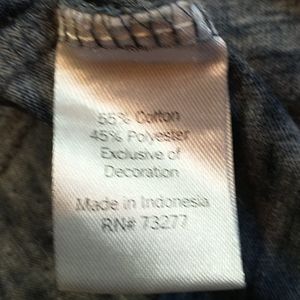 55% Cotton
45% Polyester
Exclusive of
Decoration
Made in Indonesia
RN# 73277